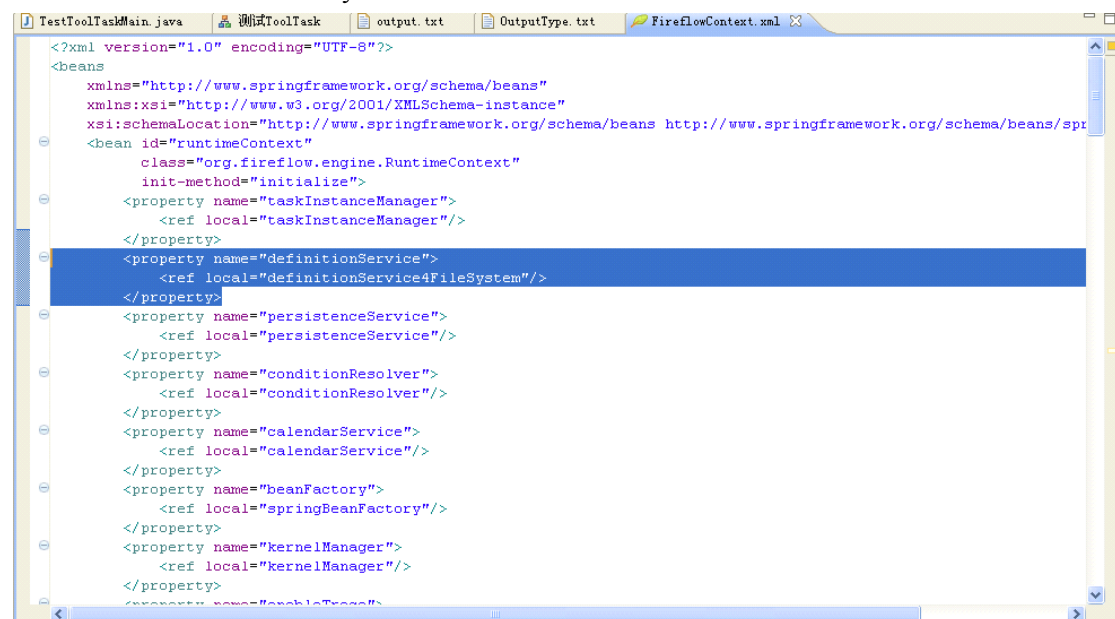 TestToolTaskMain.java 测试ToolTask output.txt OutputType.txt FireflowContext.xml
<?xml version="1.0" encoding="UTF-8"?>
<beans
xmlns="http://www.springframework.org/schema/beans"
xmlns:xsi="http://www.w3.org/2001/XMLSchema-instance"
xsi:schemaLocation="http://www.springframework.org/schema/beans http://www.springframework.org/schema/beans/spr
<bean id="runtimeContext"
class="org.fireflow.engine.RuntimeContext"
init-method="initialize">
<property name="taskInstanceManager">
<ref local="taskInstanceManager"/>
</property>
<property name="definitionService">
<ref local="definitionService4FileSystem"/>
</property>
<property name="persistenceService">
<ref local="persistenceService"/>
</property>
<property name="conditionResolver">
<ref local="conditionResolver"/>
</property>
<property name="calendarService">
<ref local="calendarService"/>
</property>
<property name="beanFactory">
<ref local="springBeanFactory"/>
</property>
<property name="kernelManager">
<ref local="kernelManager"/>
</property>
<property name="enableTrace">